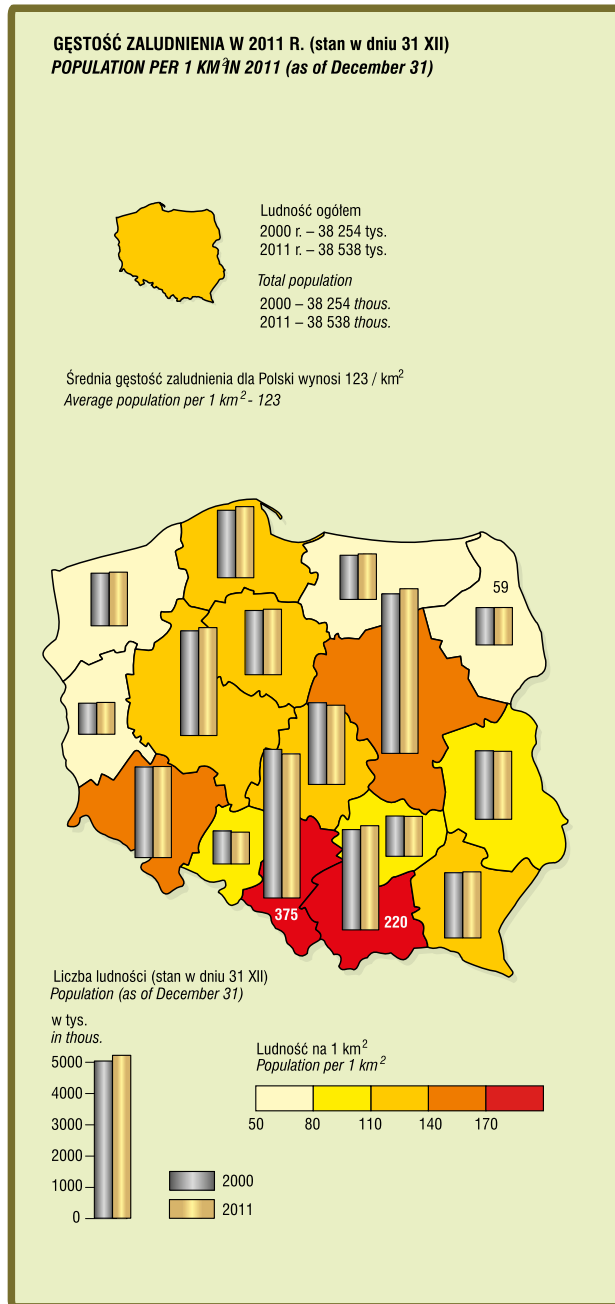 GĘSTOŚĆ ZALUDNIENIA W 2011 R. (stan w dniu 31 XII)
POPULATION PER 1 KM² IN 2011 (as of December 31)
Ludność ogółem
2000 r. – 38 254 tys.
2011 r. – 38 538 tys.
Total population
2000 – 38 254 thous.
2011 – 38 538 thous.
Średnia gęstość zaludnienia dla Polski wynosi 123 / km²
Average population per 1 km² - 123
59
375
220
Liczba ludności (stan w dniu 31 XII)
Population (as of December 31)
w tys.
in thous.
5000
4000
3000
2000
1000
0
Ludność na 1 km²
Population per 1 km²
50 80 110 140 170
2000
2011